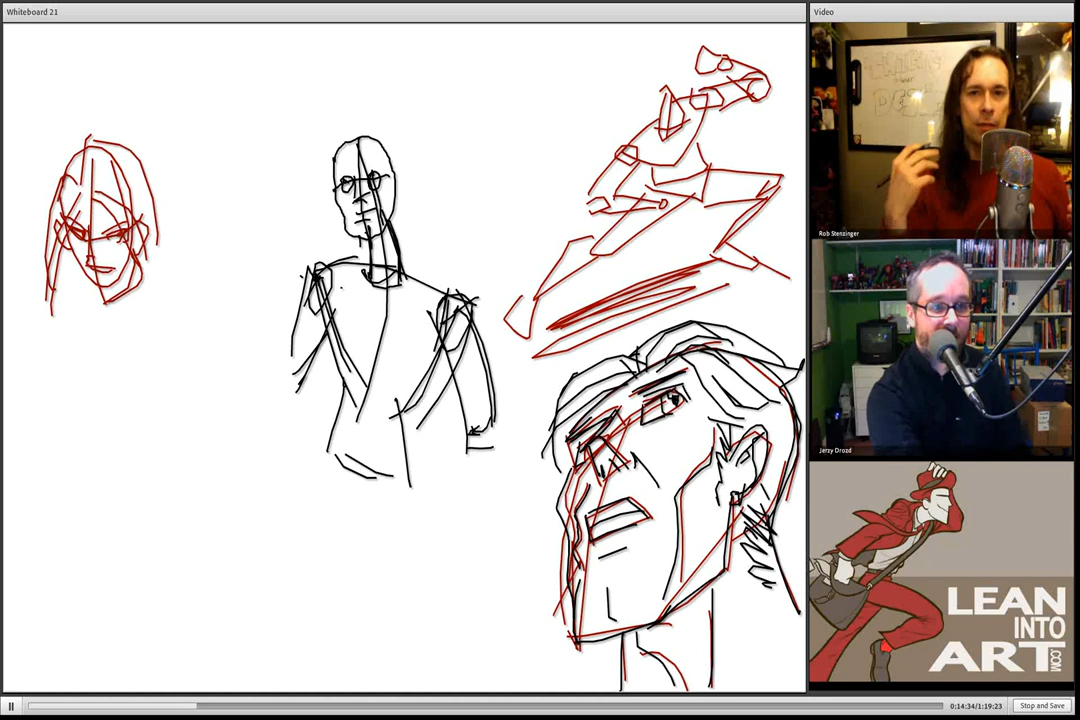 Whiteboard 21
Video
Rob Stenzinger
Jerzy Drozd
LEAN
INTO
ART.COM
0:14:34/1:19:23
Stop and Save